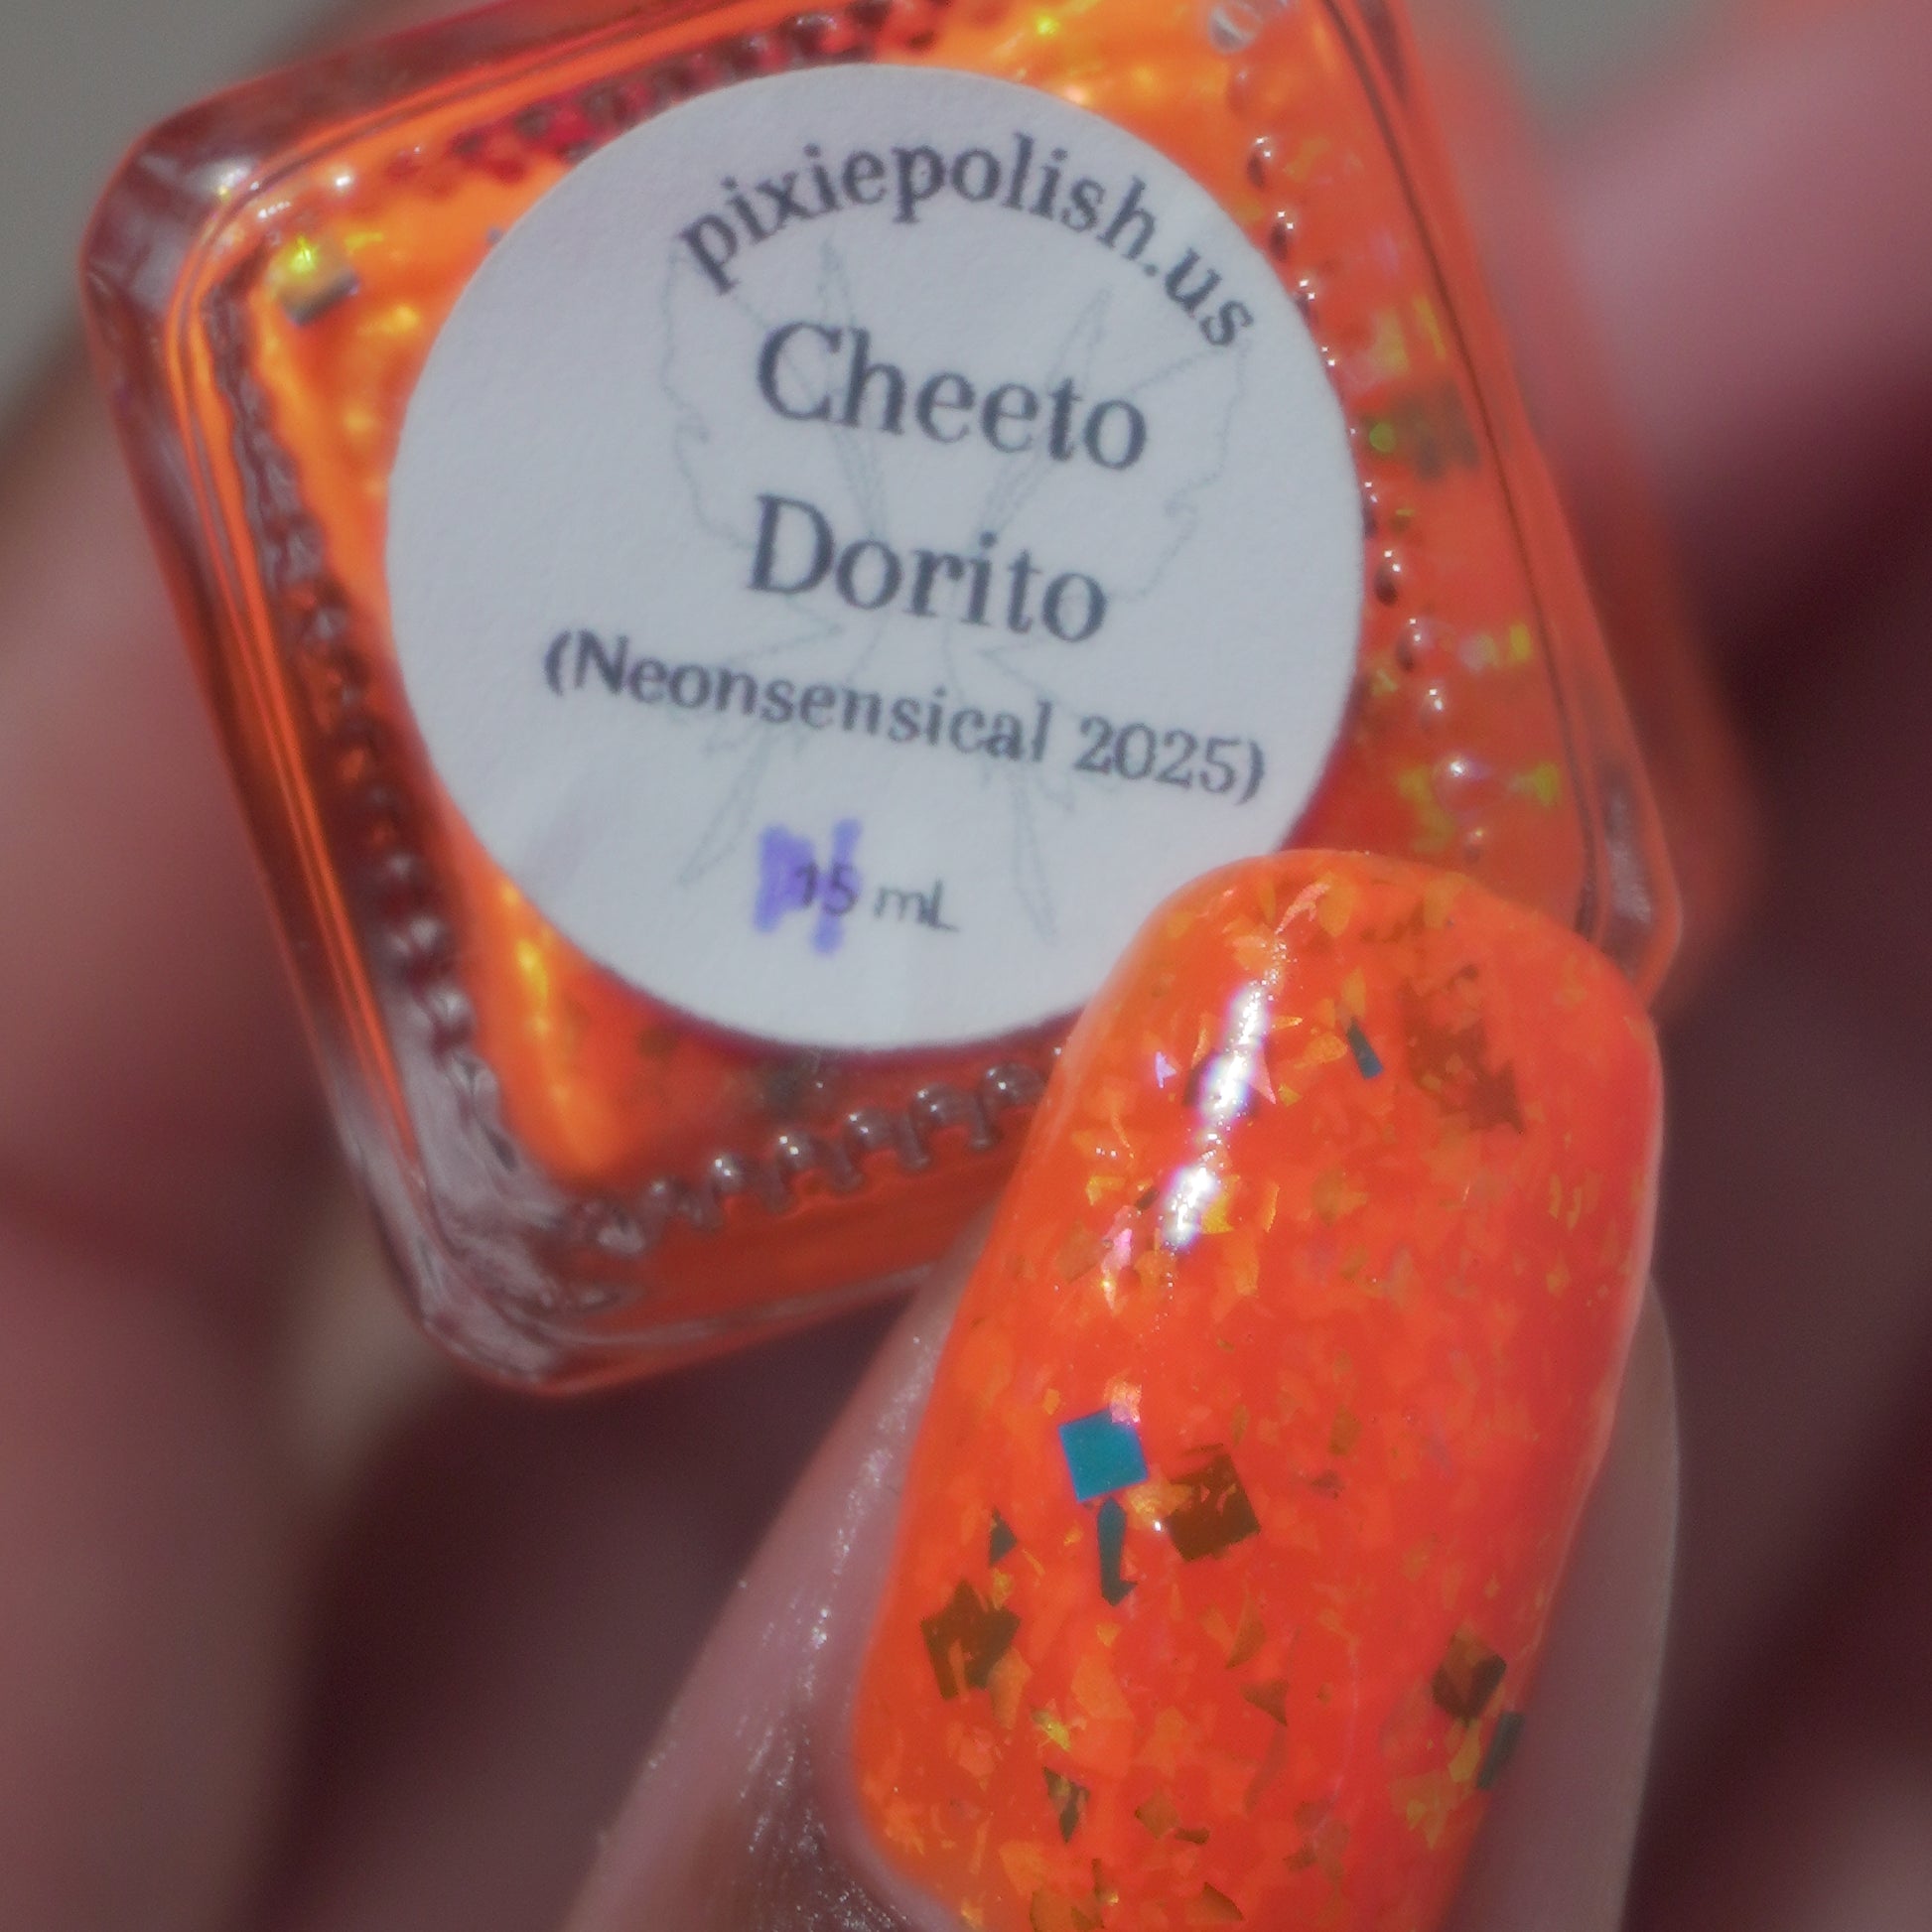 pixiepolish.us
Cheeto
Dorito
(Neonsensical 2025)
15 mL